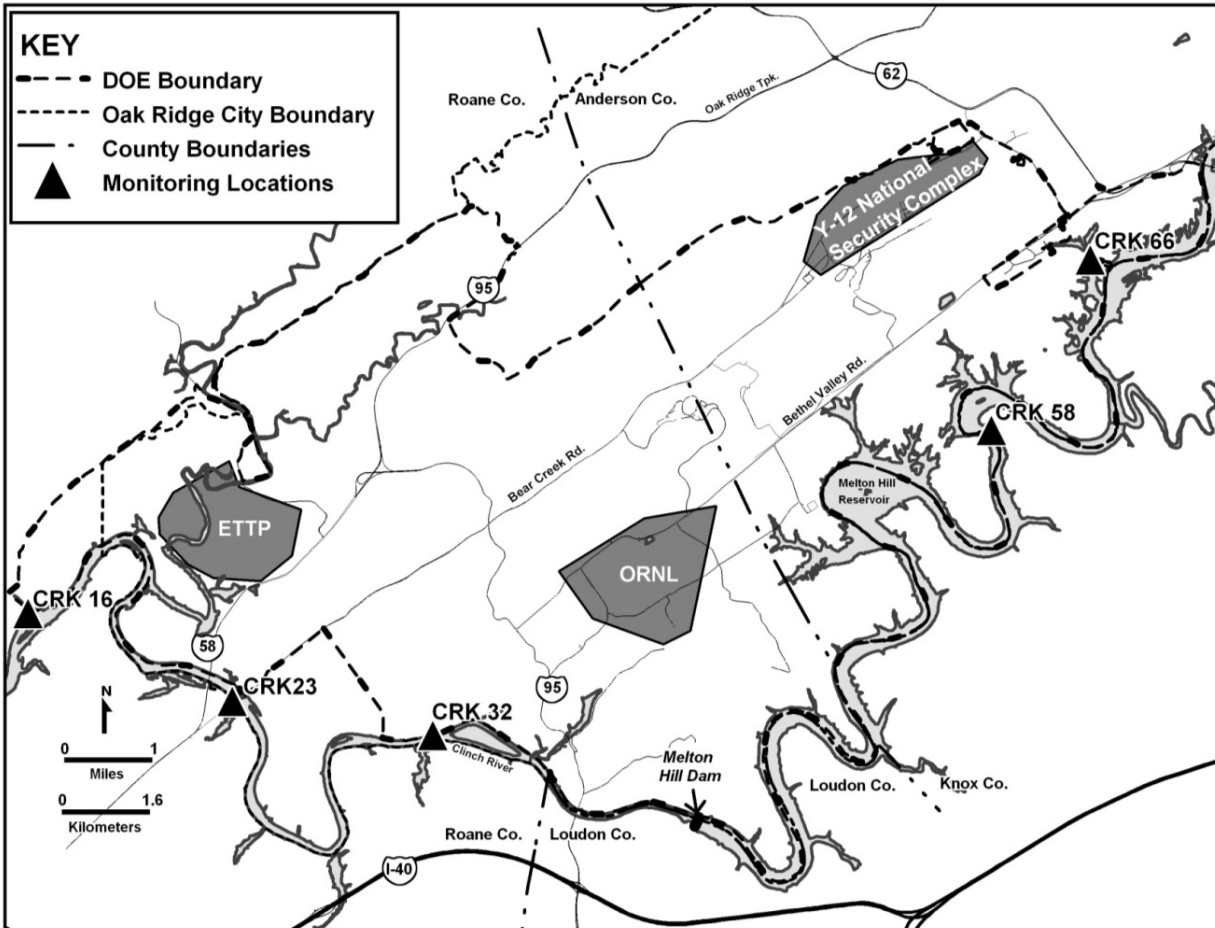 KEY
DOE Boundary
Oak Ridge City Boundary
County Boundaries
Monitoring Locations
Roane Co.
Anderson Co.
Oak Ridge Tpk.
62
Y-12 National
Security Complex
CRK 66
95
Bethel Valley Rd.
CRK 58
Bear Creek Rd.
Melton Hill
Reservoir
ETTP
ORNL
CRK 16
58
CRK23
95
CRK 32
Clinch River
N
0 1
Miles
0 1.6
Kilometers
Melton
Hill Dam
Loudon Co.
Knox Co.
Roane Co.
Loudon Co.
I-40